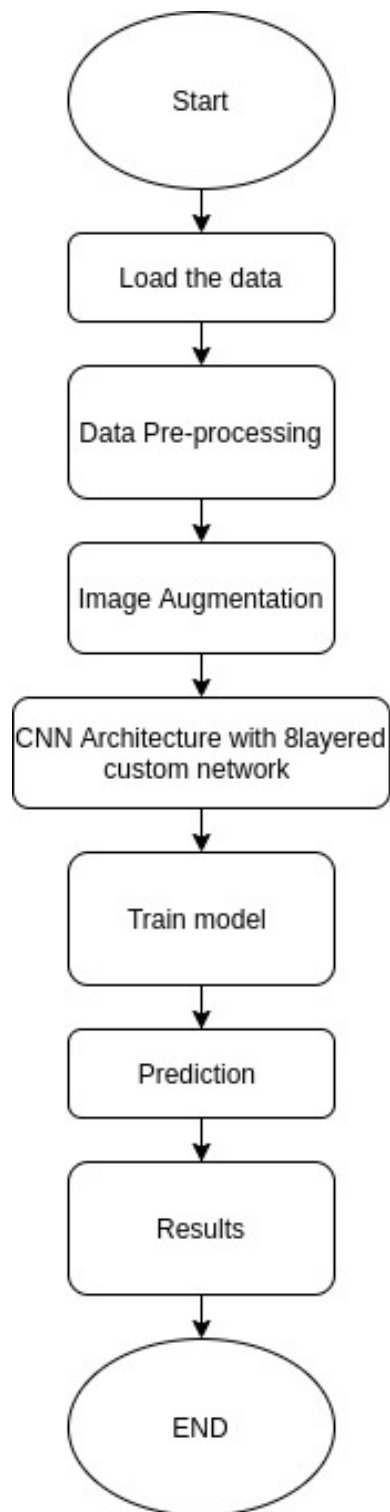 Start
Load the data
Data Pre-processing
Image Augmentation
CNN Architecture with 8layered
custom network
Train model
Prediction
Results
END